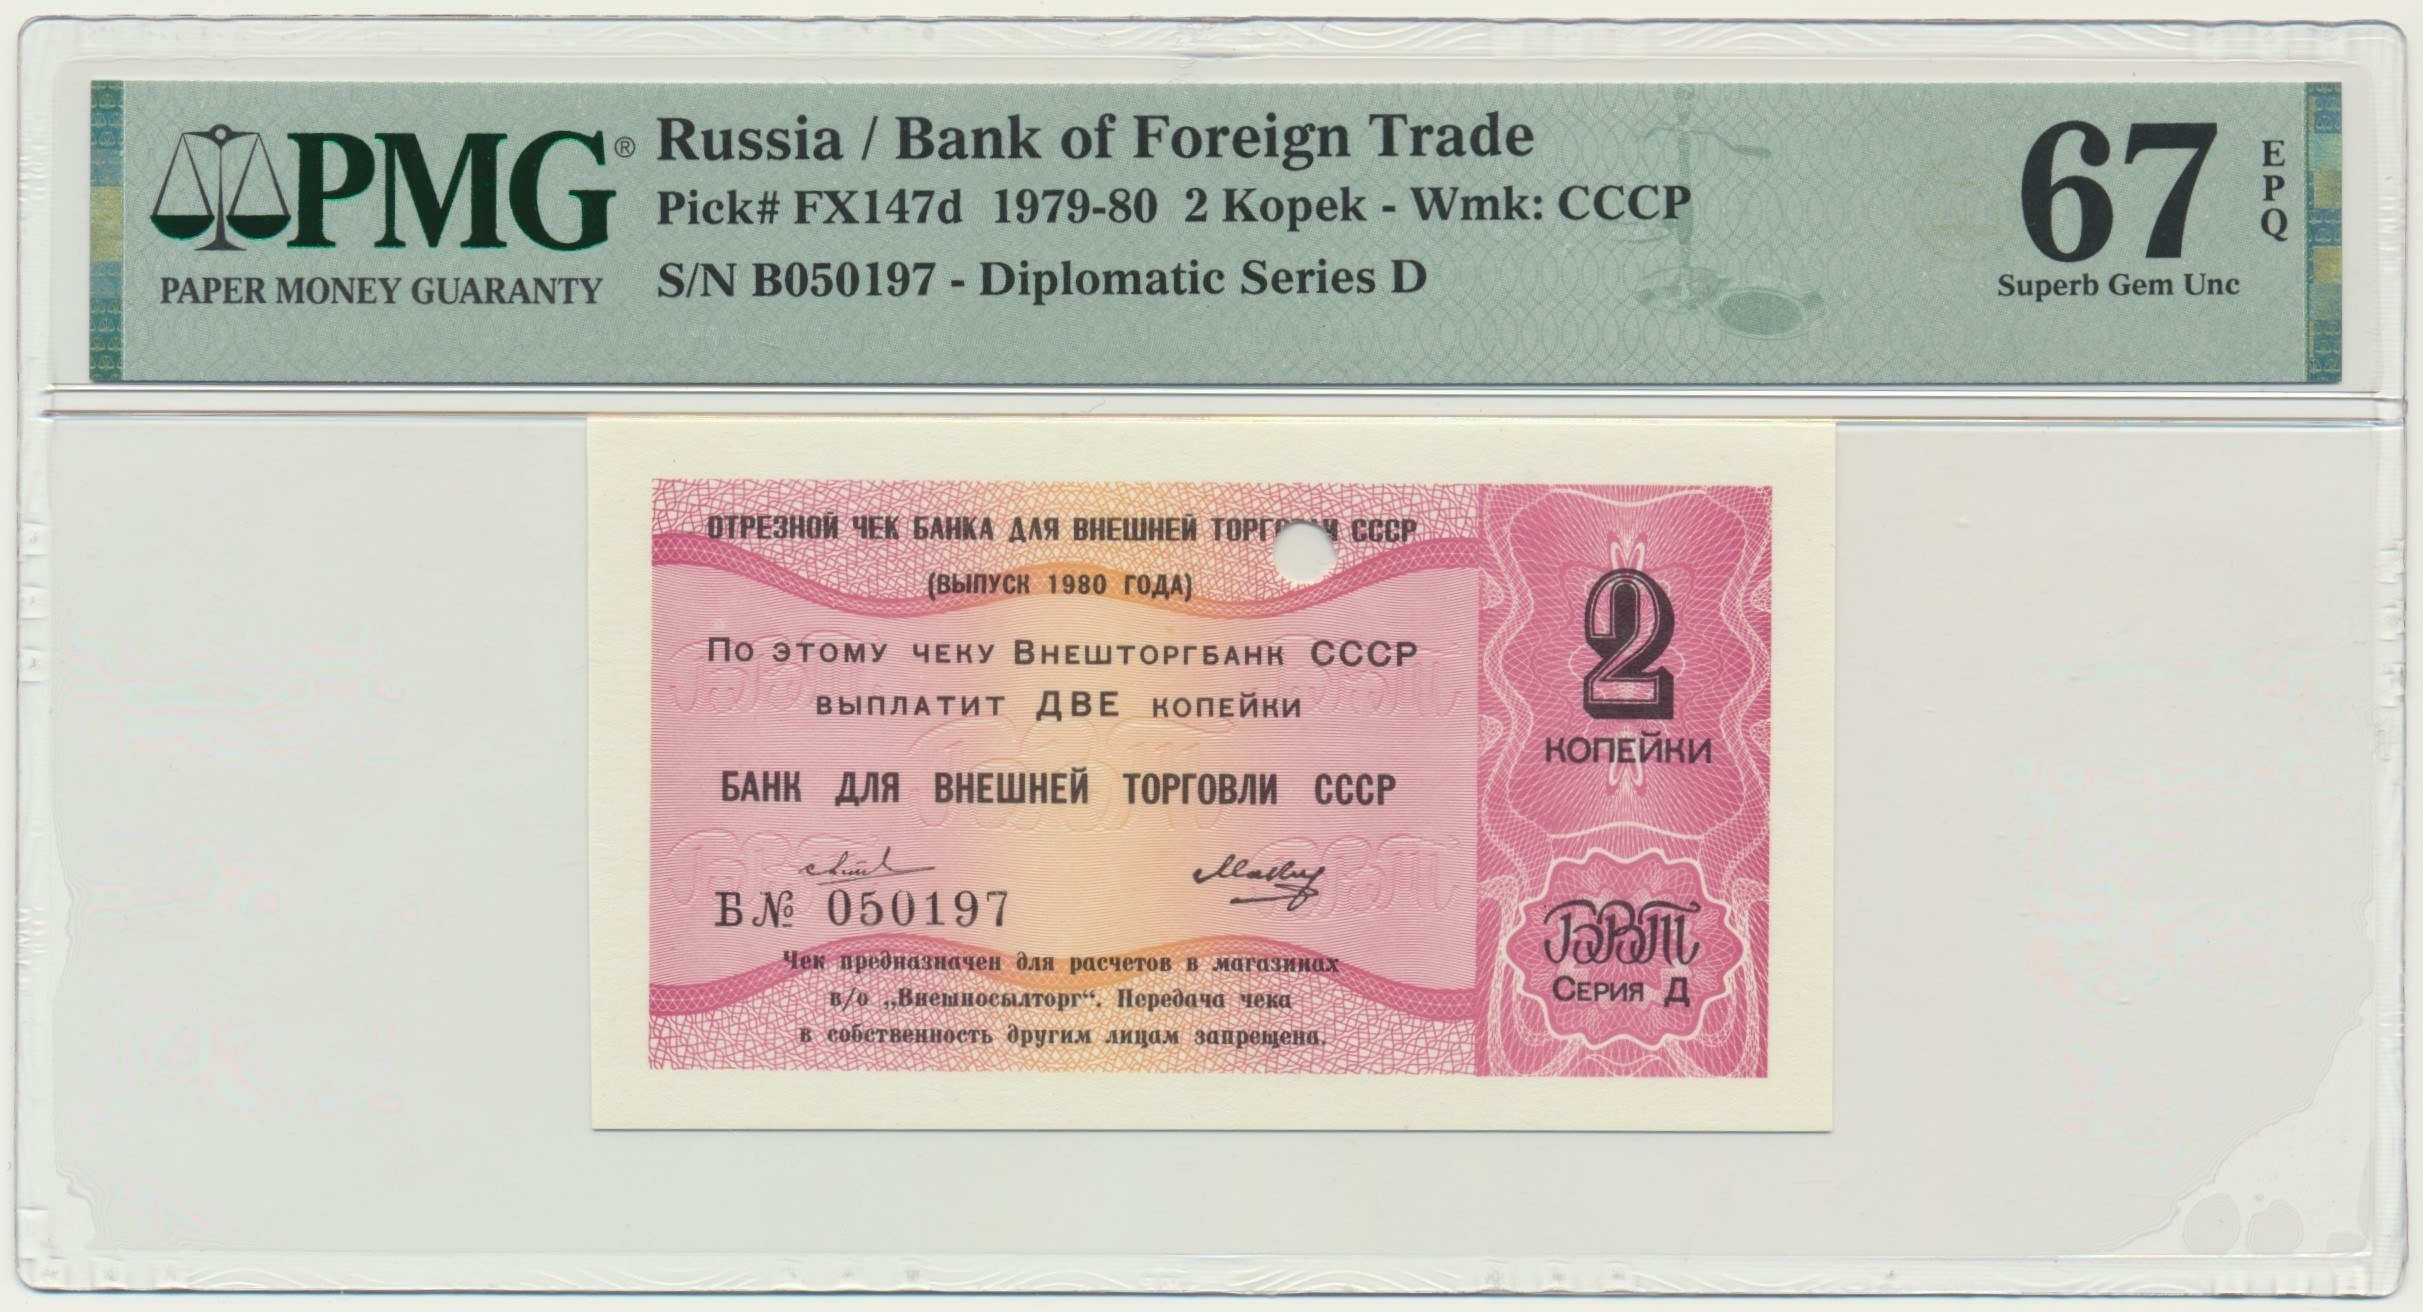 PMG®
PAPER MONEY GUARANTY
Russia / Bank of Foreign Trade
Pick# FX147d 1979-80 2 Kopek - Wmk: CCCP
S/N B050197 - Diplomatic Series D
67
EPQ
Superb Gem Unc
ОТРЕЗНОЙ ЧЕК БАНКА ДЛЯ ВНЕШНЕЙ СССР
(ВЫПУСК 1980 ГОДА)
По этому чеку Внешторгбанк СССР
выплатит ДВЕ копейки
БАНК ДЛЯ ВНЕШНЕЙ ТОРГОВЛИ СССР
Б № 050197
Чек предназначен для расчетов в магазинах
в/о „Внешпосылторг“. Передача чека
в собственность другим лицам запрещена.
2
КОПЕЙКИ
БВТ
Серия Д